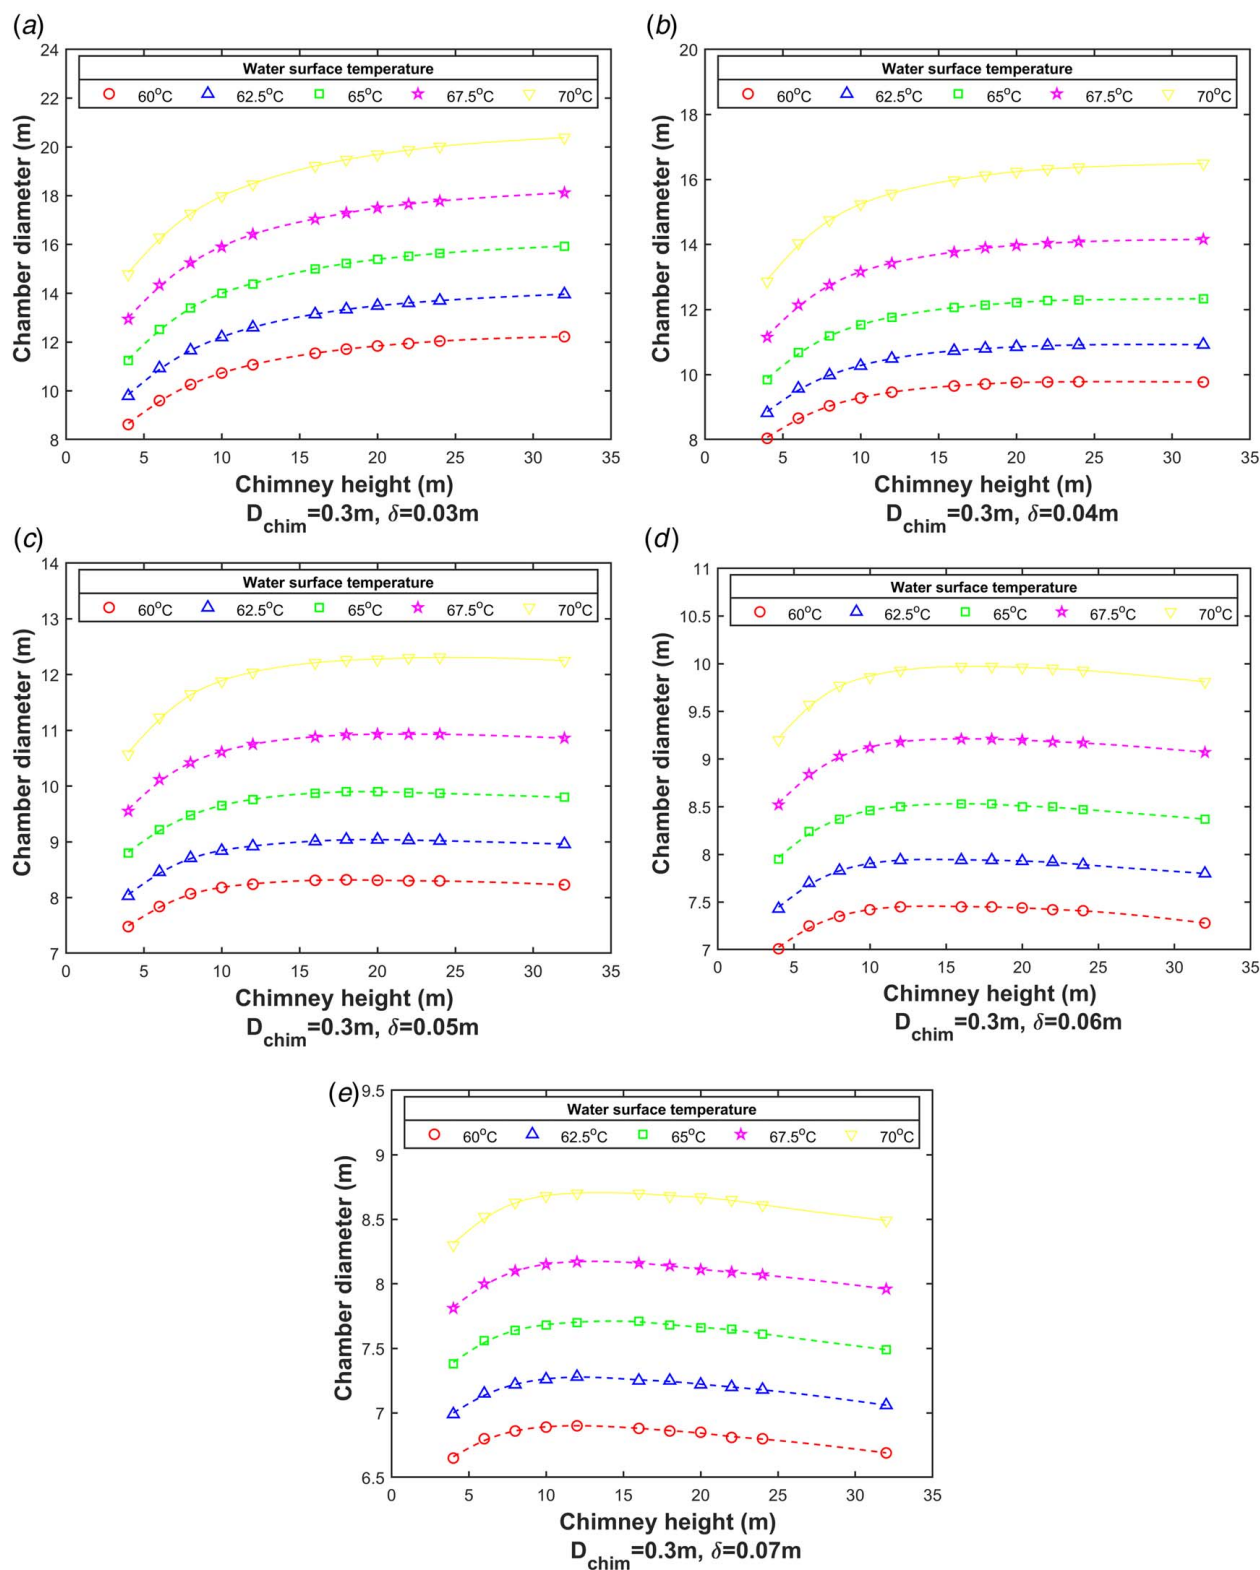 (a)
24
22
20
18
16
14
12
10
8
Chamber diameter (m)
Water surface temperature
60°C 62.5°C 65°C 67.5°C 70°C
0 5 10 15 20 25 30 35
Chimney height (m)
D_chim=0.3m, δ=0.03m
(b)
20
18
16
14
12
10
8
Chamber diameter (m)
Water surface temperature
60°C 62.5°C 65°C 67.5°C 70°C
0 5 10 15 20 25 30 35
Chimney height (m)
D_chim=0.3m, δ=0.04m
(c)
14
13
12
11
10
9
8
7
Chamber diameter (m)
Water surface temperature
60°C 62.5°C 65°C 67.5°C 70°C
0 5 10 15 20 25 30 35
Chimney height (m)
D_chim=0.3m, δ=0.05m
(d)
11
10.5
10
9.5
9
8.5
8
7.5
7
Chamber diameter (m)
Water surface temperature
60°C 62.5°C 65°C 67.5°C 70°C
0 5 10 15 20 25 30 35
Chimney height (m)
D_chim=0.3m, δ=0.06m
(e)
9.5
9
8.5
8
7.5
7
6.5
Chamber diameter (m)
Water surface temperature
60°C 62.5°C 65°C 67.5°C 70°C
0 5 10 15 20 25 30 35
Chimney height (m)
D_chim=0.3m, δ=0.07m